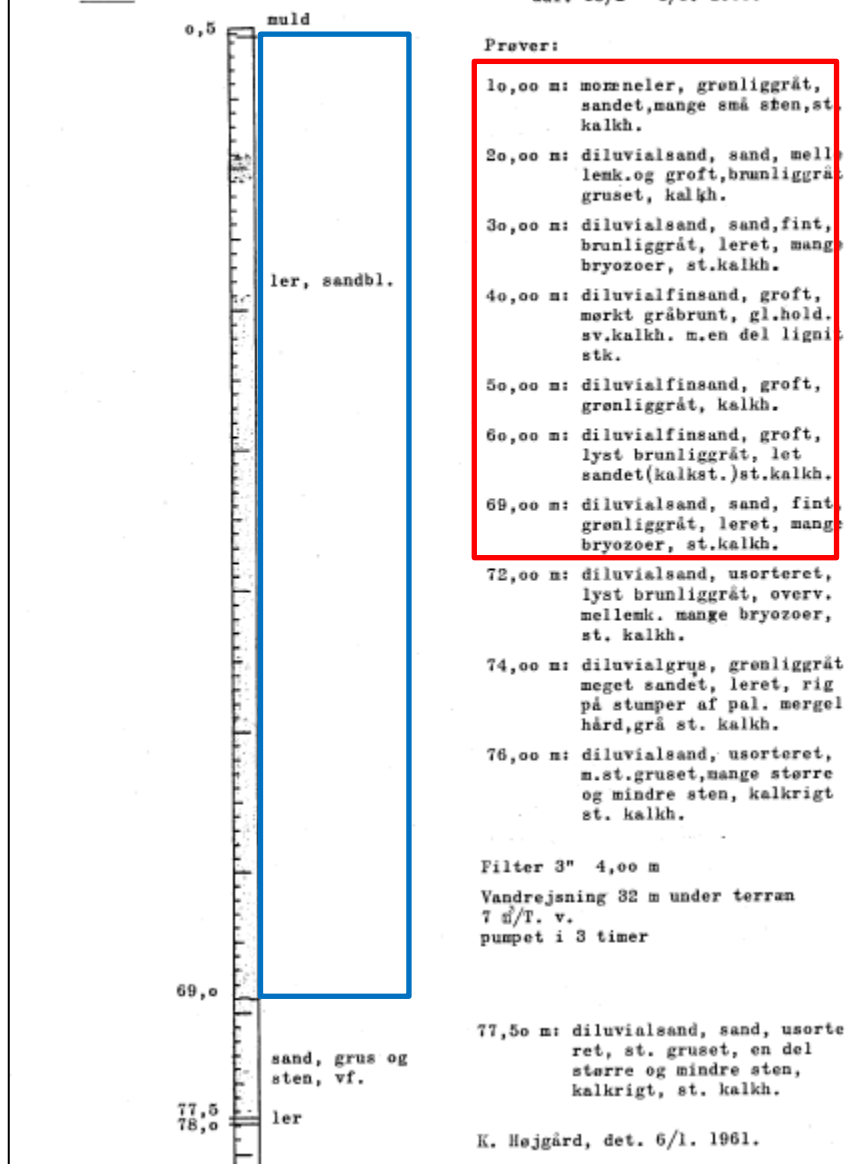 0,5
muld
ler, sandbl.
69,o
sand, grus og
sten, vf.
77,5
78,o
ler
Prøver:
1o,oo m: moræneler, grønliggråt,
sandet,mange små sten,st.
kalkh.
2o,oo m: diluvialsand, sand, melle
lemk.og groft,brunliggråt
gruset, kalkh.
3o,oo m: diluvialsand, sand,fint,
brunliggråt, leret, mange
bryozoer, st.kalkh.
4o,oo m: diluvialfinsand, groft,
mørkt gråbrunt, gl.hold.
sv.kalkh. m.en del lignit
stk.
5o,oo m: diluvialfinsand, groft,
grønliggråt, kalkh.
6o,oo m: diluvialfinsand, groft,
lyst brunliggråt, let
sandet(kalkst.)st.kalkh.
69,oo m: diluvialsand, sand, fint,
grønliggråt, leret, mange
bryozoer, st.kalkh.
72,oo m: diluvialsand, usorteret,
lyst brunliggråt, overv.
mellemk. mange bryozoer,
st. kalkh.
74,oo m: diluvialgrus, grønliggråt
meget sandet, leret, rig
på stumper af pal. mergel
hård,grå st. kalkh.
76,oo m: diluvialsand, usorteret,
m.st.gruset,mange større
og mindre sten, kalkrigt
st. kalkh.
Filter 3" 4,oo m
Vandrejsning 32 m under terræn
7 m³/T. v.
pumpet i 3 timer
77,5o m: diluvialsand, sand, usorte
ret, st. gruset, en del
større og mindre sten,
kalkrigt, st. kalkh.
K. Højgård, det. 6/1. 1961.